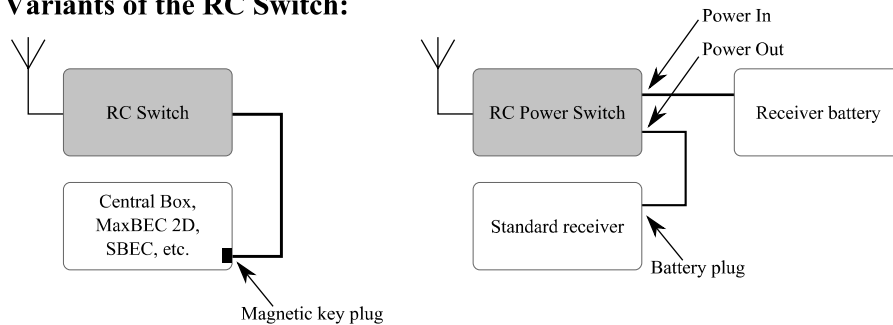 Variants of the RC Switch:
Power In
Power Out
RC Switch
RC Power Switch
Receiver battery
Central Box,
MaxBEC 2D,
SBEC, etc.
Standard receiver
Battery plug
Magnetic key plug